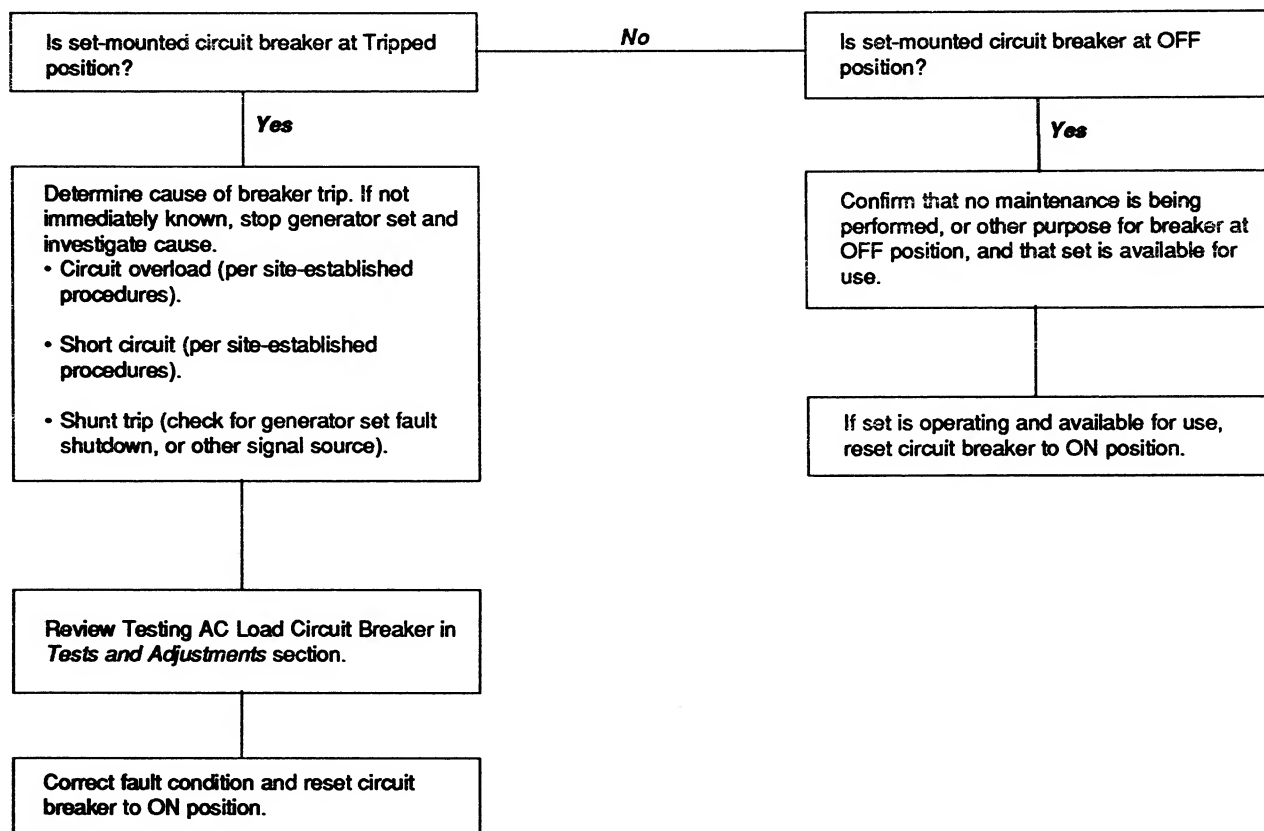 Is set-mounted circuit breaker at Tripped
position?
No
Is set-mounted circuit breaker at OFF
position?
Yes
Yes
Determine cause of breaker trip. If not
immediately known, stop generator set and
investigate cause.
• Circuit overload (per site-established
procedures).
• Short circuit (per site-established
procedures).
• Shunt trip (check for generator set fault
shutdown, or other signal source).
Confirm that no maintenance is being
performed, or other purpose for breaker at
OFF position, and that set is available for
use.
If set is operating and available for use,
reset circuit breaker to ON position.
Review Testing AC Load Circuit Breaker in
Tests and Adjustments section.
Correct fault condition and reset circuit
breaker to ON position.